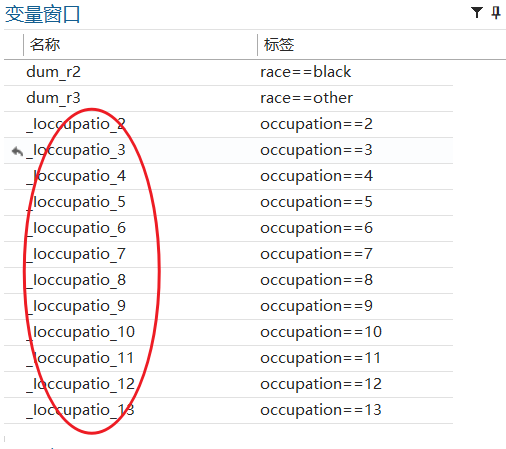 变量窗口
名称 标签
dum_r2 race==black
dum_r3 race==other
_Ioccupatio_2 occupation==2
_Ioccupatio_3 occupation==3
_Ioccupatio_4 occupation==4
_Ioccupatio_5 occupation==5
_Ioccupatio_6 occupation==6
_Ioccupatio_7 occupation==7
_Ioccupatio_8 occupation==8
_Ioccupatio_9 occupation==9
_Ioccupatio_10 occupation==10
_Ioccupatio_11 occupation==11
_Ioccupatio_12 occupation==12
_Ioccupatio_13 occupation==13